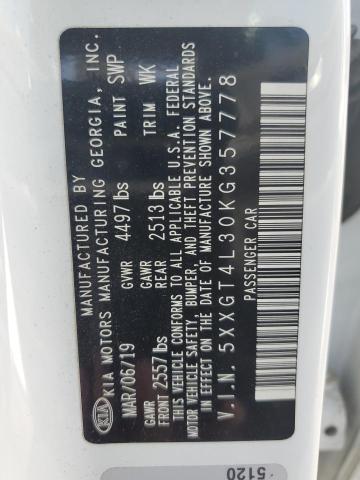 KIA
MANUFACTURED BY
KIA MOTORS MANUFACTURING GEORGIA, INC.
MAR/06/19 GVWR 4497 lbs PAINT SWP
GAWR FRONT 2557 lbs GAWR REAR 2513 lbs TRIM WK
THIS VEHICLE CONFORMS TO ALL APPLICABLE U.S.A. FEDERAL
MOTOR VEHICLE SAFETY, BUMPER, AND THEFT PREVENTION STANDARDS
IN EFFECT ON THE DATE OF MANUFACTURE SHOWN ABOVE.
V.I.N. 5XXGT4L30KG357778
PASSENGER CAR
5120